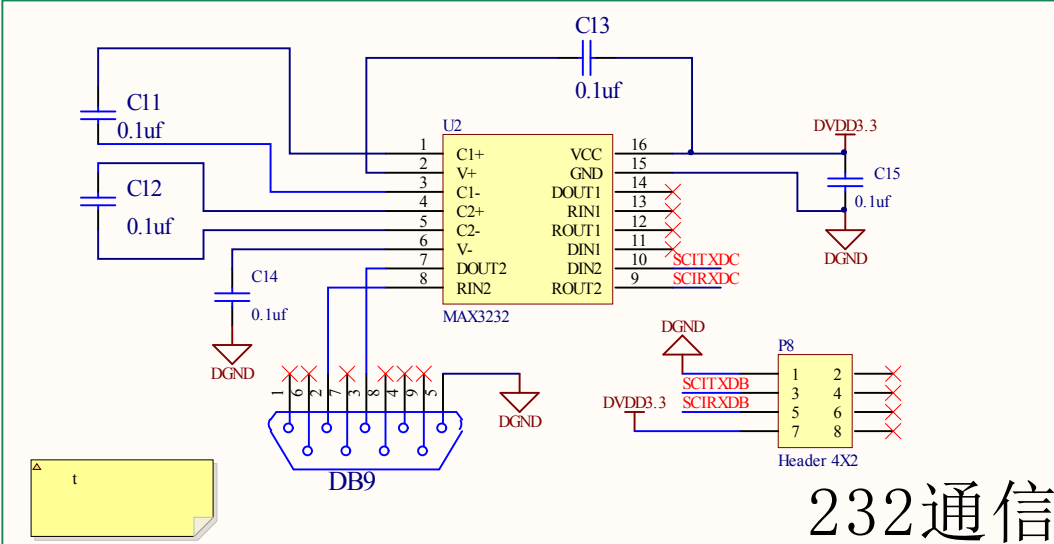 C13
0.1uf
C11
0.1uf
C12
0.1uf
C14
0.1uf
DGND
U2
1 C1+ VCC 16
2 V+ GND 15
3 C1- DOUT1 14
4 C2+ RIN1 13
5 C2- ROUT1 12
6 V- DIN1 11
7 DOUT2 DIN2 10 SCITXDC
8 RIN2 ROUT2 9 SCIRXDC
MAX3232
DVDD3.3
C15
0.1uf
DGND
1 6 2 7 3 8 4 9 5
DGND
DB9
DGND
P8
1 2
SCITXDB 3 4
SCIRXDB 5 6
DVDD3.3 7 8
Header 4X2
t
232通信